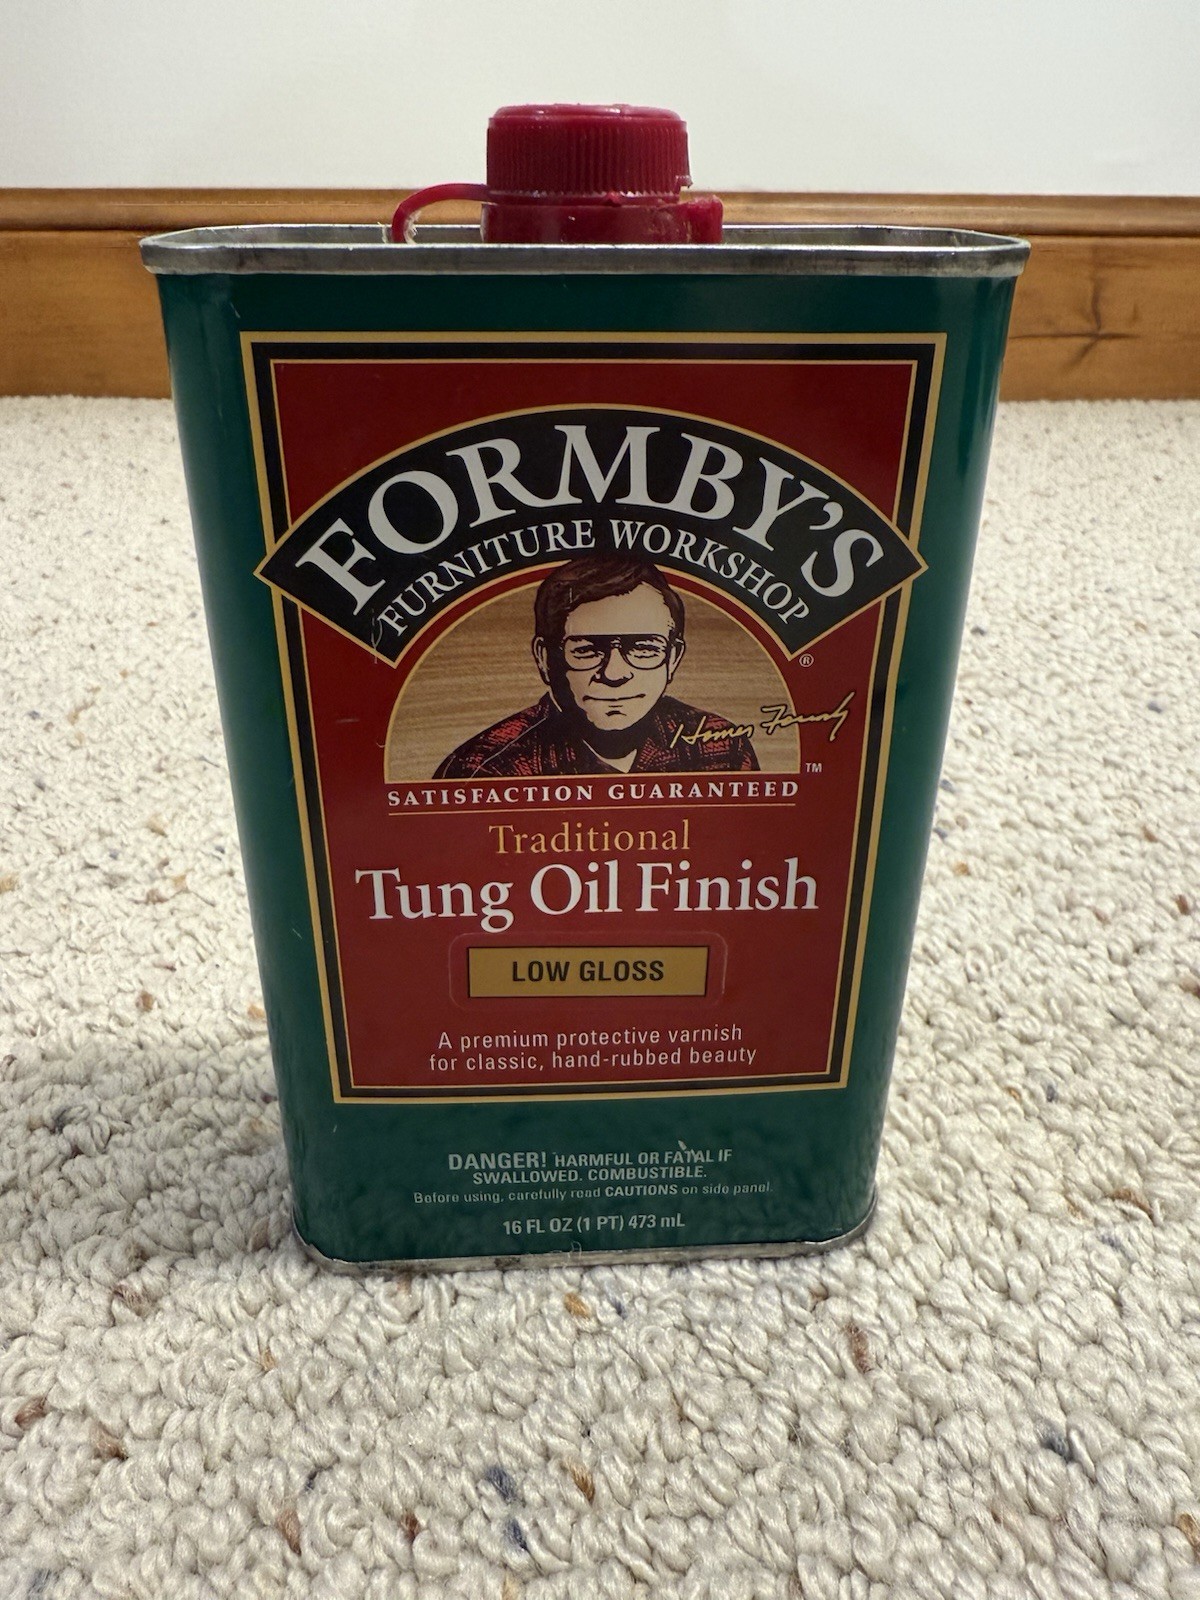 FORMBY'S
FURNITURE WORKSHOP
®
Homer Formby
TM
SATISFACTION GUARANTEED
Traditional
Tung Oil Finish
LOW GLOSS
A premium protective varnish
for classic, hand-rubbed beauty
DANGER! HARMFUL OR FATAL IF
SWALLOWED. COMBUSTIBLE.
Before using, carefully read CAUTIONS on side panel.
16 FL OZ (1 PT) 473 mL